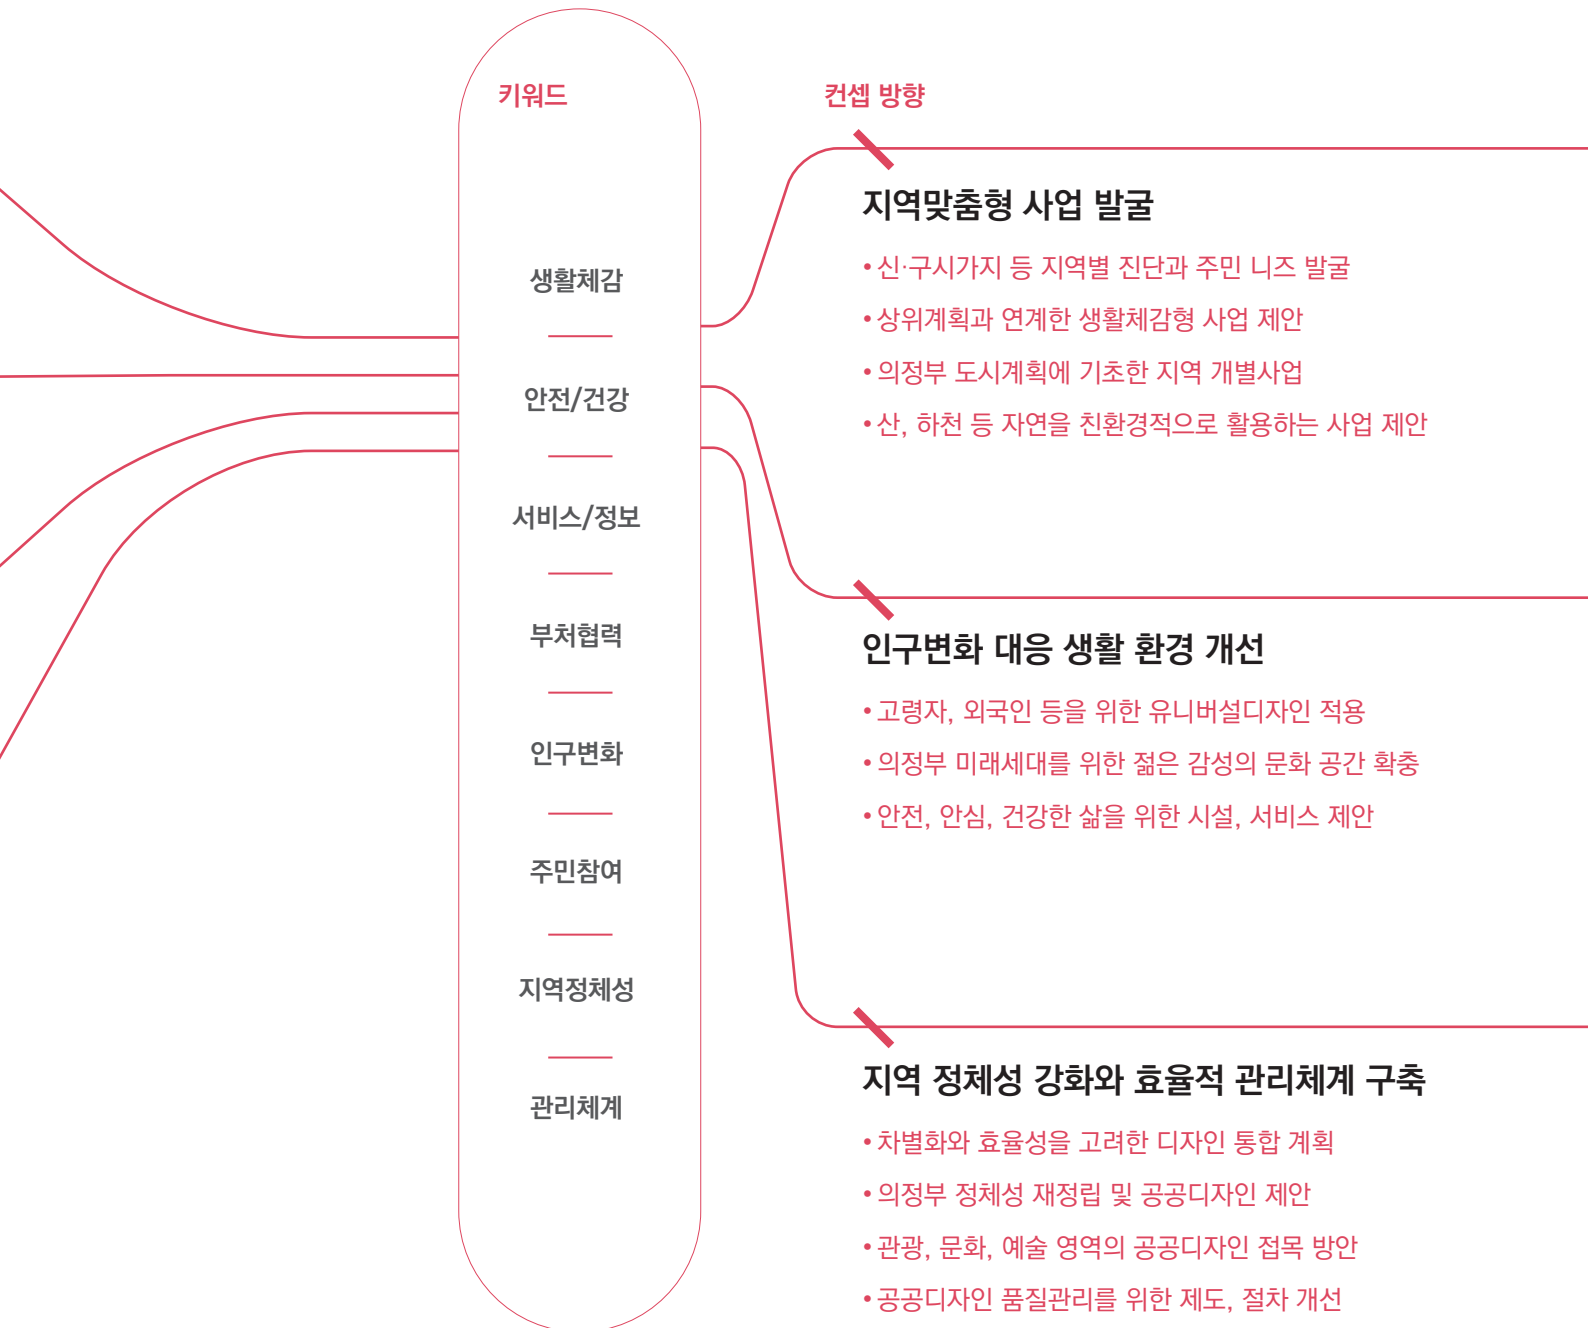 키워드
생활체감
안전/건강
서비스/정보
부처협력
인구변화
주민참여
지역정체성
관리체계
컨셉 방향
지역맞춤형 사업 발굴
• 신·구시가지 등 지역별 진단과 주민 니즈 발굴
• 상위계획과 연계한 생활체감형 사업 제안
• 의정부 도시계획에 기초한 지역 개별사업
• 산, 하천 등 자연을 친환경적으로 활용하는 사업 제안
인구변화 대응 생활 환경 개선
• 고령자, 외국인 등을 위한 유니버설디자인 적용
• 의정부 미래세대를 위한 젊은 감성의 문화 공간 확충
• 안전, 안심, 건강한 삶을 위한 시설, 서비스 제안
지역 정체성 강화와 효율적 관리체계 구축
• 차별화와 효율성을 고려한 디자인 통합 계획
• 의정부 정체성 재정립 및 공공디자인 제안
• 관광, 문화, 예술 영역의 공공디자인 접목 방안
• 공공디자인 품질관리를 위한 제도, 절차 개선